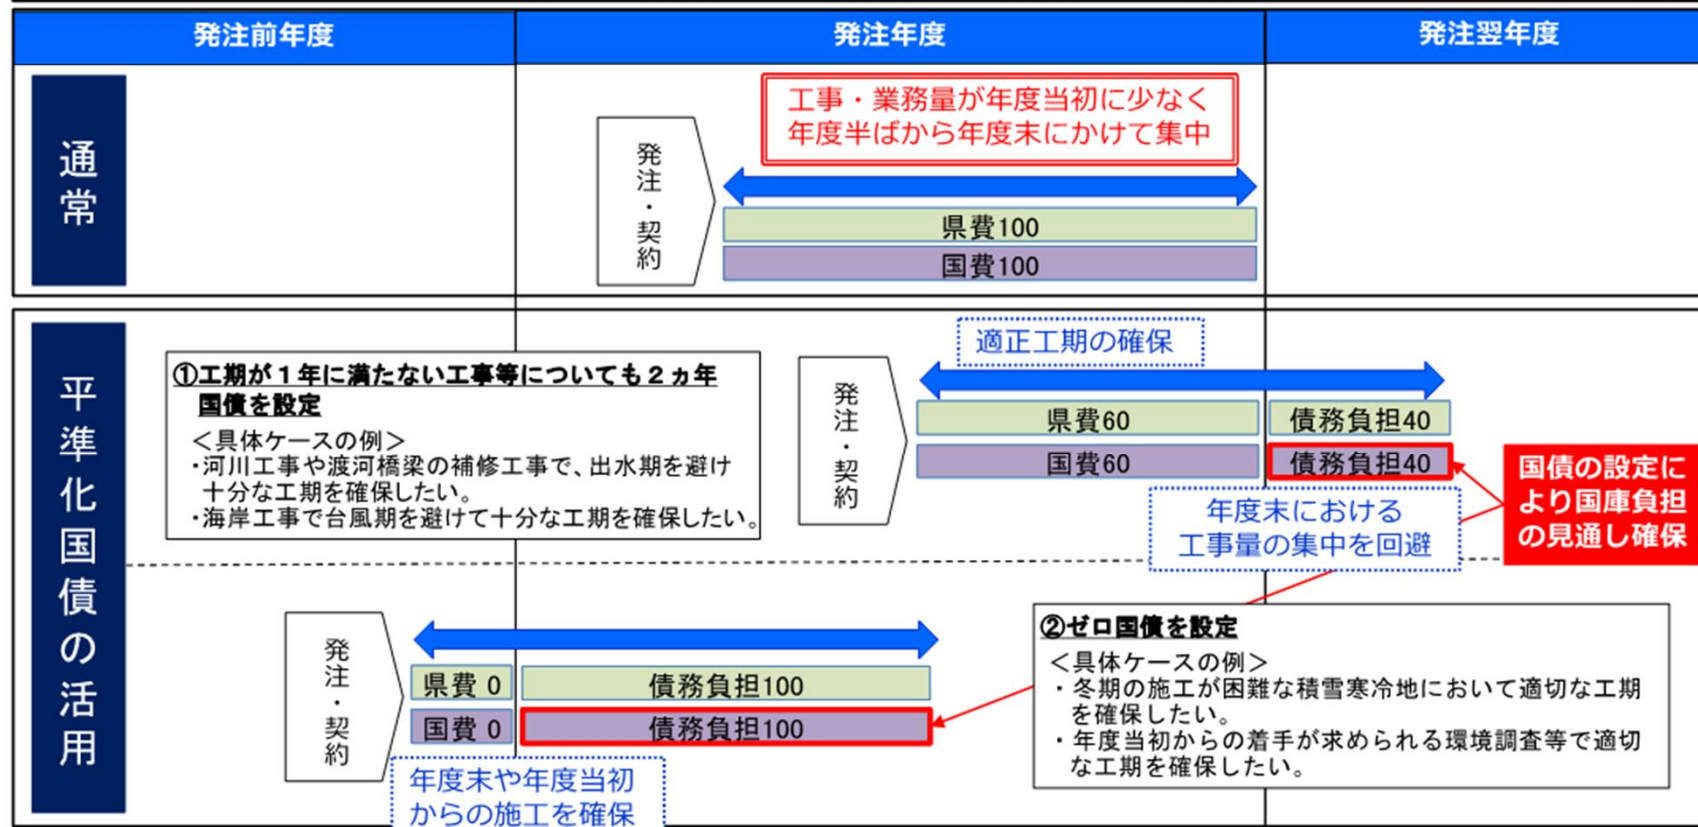 発注前年度
発注年度
発注翌年度
通常
発注・契約
工事・業務量が年度当初に少なく
年度半ばから年度末にかけて集中
県費100
国費100
平準化国債の活用
①工期が1年に満たない工事等についても2ヵ年
国債を設定
<具体ケースの例>
・河川工事や渡河橋梁の補修工事で、出水期を避け
十分な工期を確保したい。
・海岸工事で台風期を避けて十分な工期を確保したい。
発注・契約
適正工期の確保
県費60
債務負担40
国費60
債務負担40
年度末における
工事量の集中を回避
国債の設定に
より国庫負担
の見通し確保
発注・契約
県費 0
債務負担100
国費 0
債務負担100
年度末や年度当初
からの施工を確保
②ゼロ国債を設定
<具体ケースの例>
・冬期の施工が困難な積雪寒冷地において適切な工期
を確保したい。
・年度当初からの着手が求められる環境調査等で適切
な工期を確保したい。